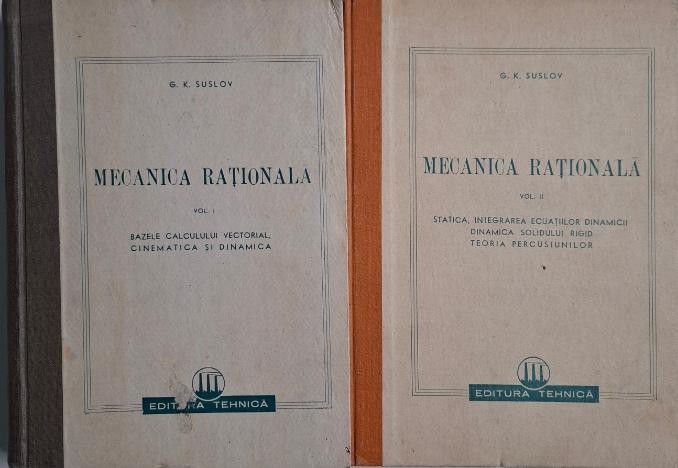 G. K. SUSLOV
MECANICA RAȚIONALĂ
VOL. I
BAZELE CALCULULUI VECTORIAL,
CINEMATICA ȘI DINAMICA
EDITURA TEHNICĂ
G. K. SUSLOV
MECANICA RAȚIONALĂ
VOL. II
STATICA, INTEGRAREA ECUAȚIILOR DINAMICII
DINAMICA SOLIDULUI RIGID
TEORIA PERCUSIUNILOR
EDITURA TEHNICĂ